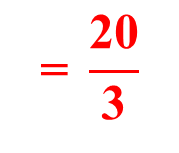 = 20/3